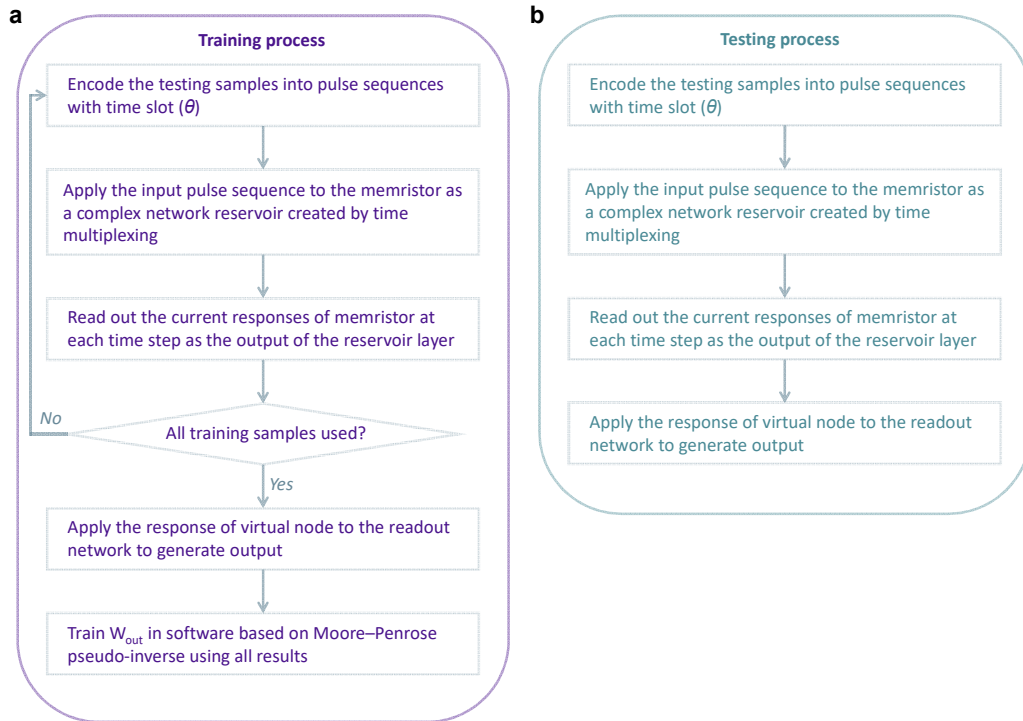 a
Training process
Encode the testing samples into pulse sequences
with time slot (θ)
Apply the input pulse sequence to the memristor as
a complex network reservoir created by time
multiplexing
Read out the current responses of memristor at
each time step as the output of the reservoir layer
No
All training samples used?
Yes
Apply the response of virtual node to the readout
network to generate output
Train Wout in software based on Moore–Penrose
pseudo-inverse using all results
b
Testing process
Encode the testing samples into pulse sequences
with time slot (θ)
Apply the input pulse sequence to the memristor as
a complex network reservoir created by time
multiplexing
Read out the current responses of memristor at
each time step as the output of the reservoir layer
Apply the response of virtual node to the readout
network to generate output